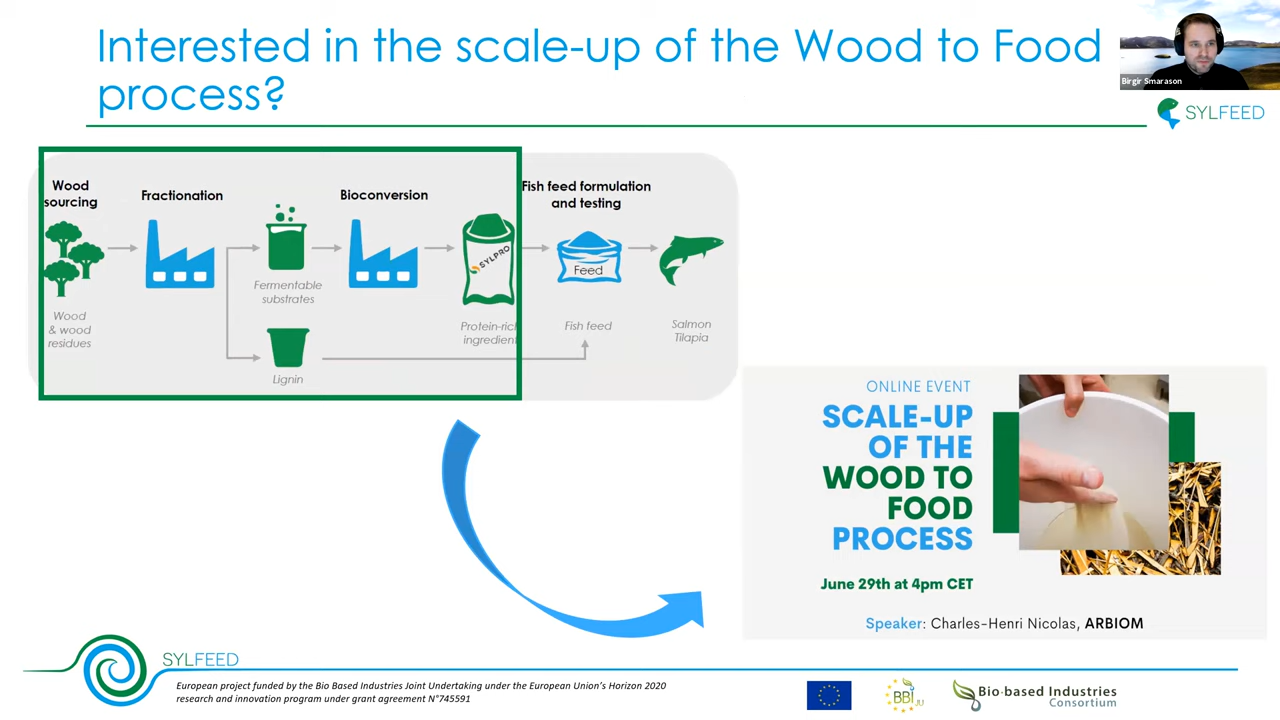 Interested in the scale-up of the Wood to Food
process?
Birgir Smarason
SYLFEED
Wood
sourcing
Fractionation
Bioconversion
Fish feed formulation
and testing
SYLPRO
Feed
Fermentable
substrates
Wood
& wood
residues
Protein-rich
ingredient
Fish feed
Salmon
Tilapia
Lignin
ONLINE EVENT
SCALE-UP
OF THE
WOOD TO
FOOD
PROCESS
June 29th at 4pm CET
Speaker: Charles-Henri Nicolas, ARBIOM
SYLFEED
European project funded by the Bio Based Industries Joint Undertaking under the European Union's Horizon 2020
research and innovation program under grant agreement N°745591
BBI
JU
Bio-based Industries
Consortium